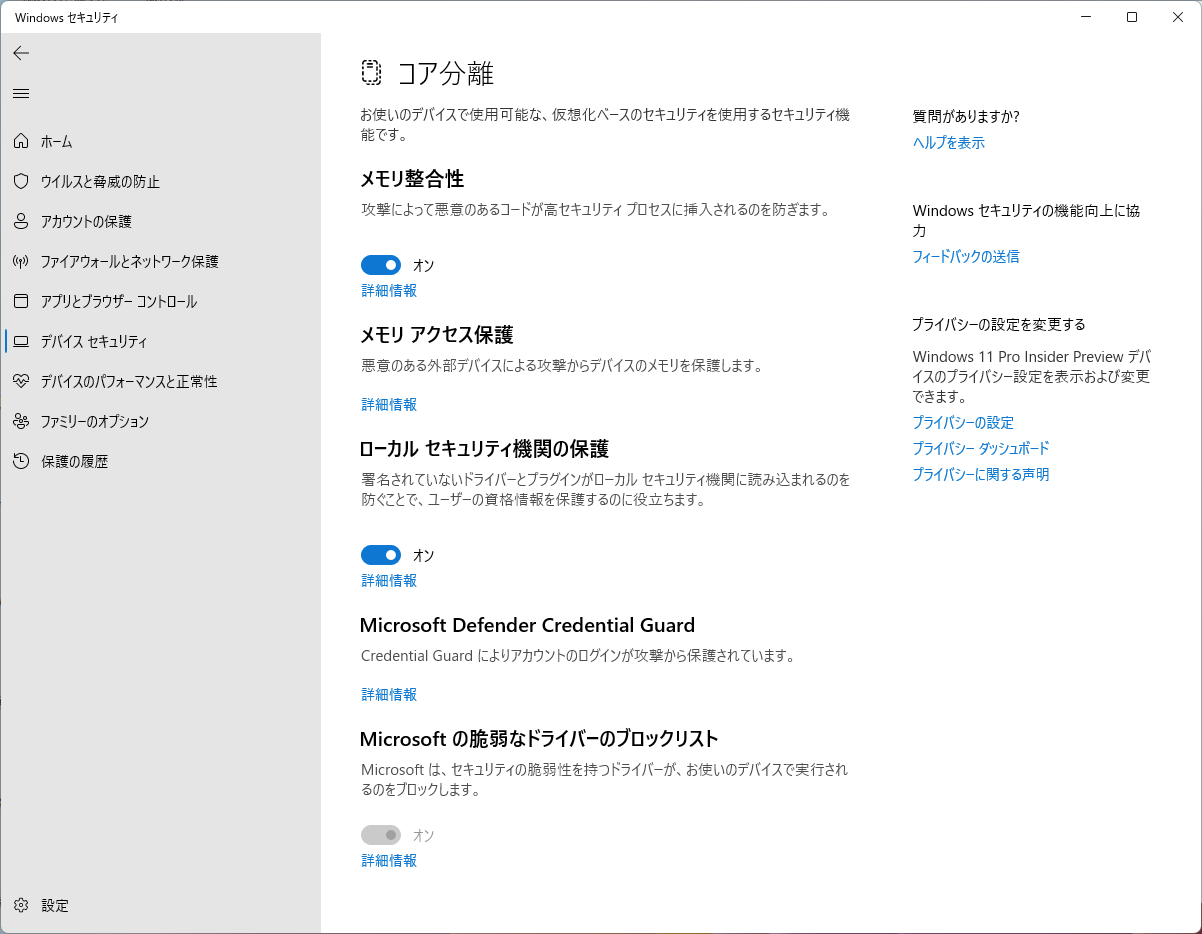 Windows セキュリティ
ホーム
ウイルスと脅威の防止
アカウントの保護
ファイアウォールとネットワーク保護
アプリとブラウザー コントロール
デバイス セキュリティ
デバイスのパフォーマンスと正常性
ファミリーのオプション
保護の履歴
設定
コア分離
お使いのデバイスで使用可能な、仮想化ベースのセキュリティを使用するセキュリティ機
能です。
メモリ整合性
攻撃によって悪意のあるコードが高セキュリティ プロセスに挿入されるのを防ぎます。
オン
詳細情報
メモリ アクセス保護
悪意のある外部デバイスによる攻撃からデバイスのメモリを保護します。
詳細情報
ローカル セキュリティ機関の保護
署名されていないドライバーとプラグインがローカル セキュリティ機関に読み込まれるのを
防ぐことで、ユーザーの資格情報を保護するのに役立ちます。
オン
詳細情報
Microsoft Defender Credential Guard
Credential Guard によりアカウントのログインが攻撃から保護されています。
詳細情報
Microsoft の脆弱なドライバーのブロックリスト
Microsoft は、セキュリティの脆弱性を持つドライバーが、お使いのデバイスで実行され
るのをブロックします。
オン
詳細情報
質問がありますか?
ヘルプを表示
Windows セキュリティの機能向上に協
力
フィードバックの送信
プライバシーの設定を変更する
Windows 11 Pro Insider Preview デバ
イスのプライバシー設定を表示および変更
できます。
プライバシーの設定
プライバシー ダッシュボード
プライバシーに関する声明